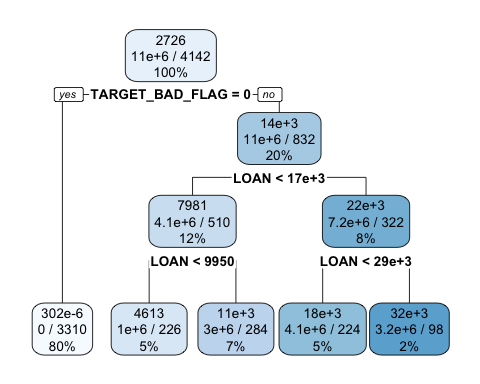 2726
11e+6 / 4142
100%
yes TARGET_BAD_FLAG = 0 no
14e+3
11e+6 / 832
20%
LOAN < 17e+3
7981
4.1e+6 / 510
12%
22e+3
7.2e+6 / 322
8%
LOAN < 9950
LOAN < 29e+3
302e-6
0 / 3310
80%
4613
1e+6 / 226
5%
11e+3
3e+6 / 284
7%
18e+3
4.1e+6 / 224
5%
32e+3
3.2e+6 / 98
2%